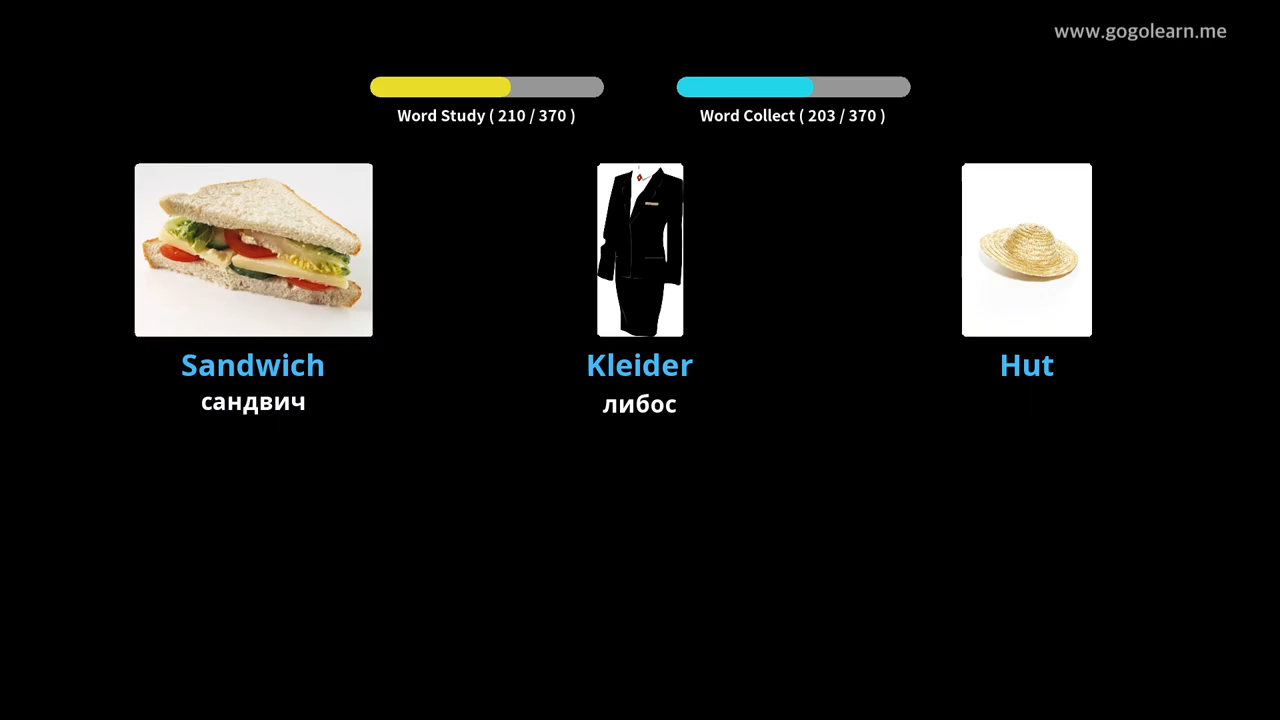 www.gogolearn.me
Word Study ( 210 / 370 )
Word Collect ( 203 / 370 )
Sandwich
сандвич
Kleider
либос
Hut